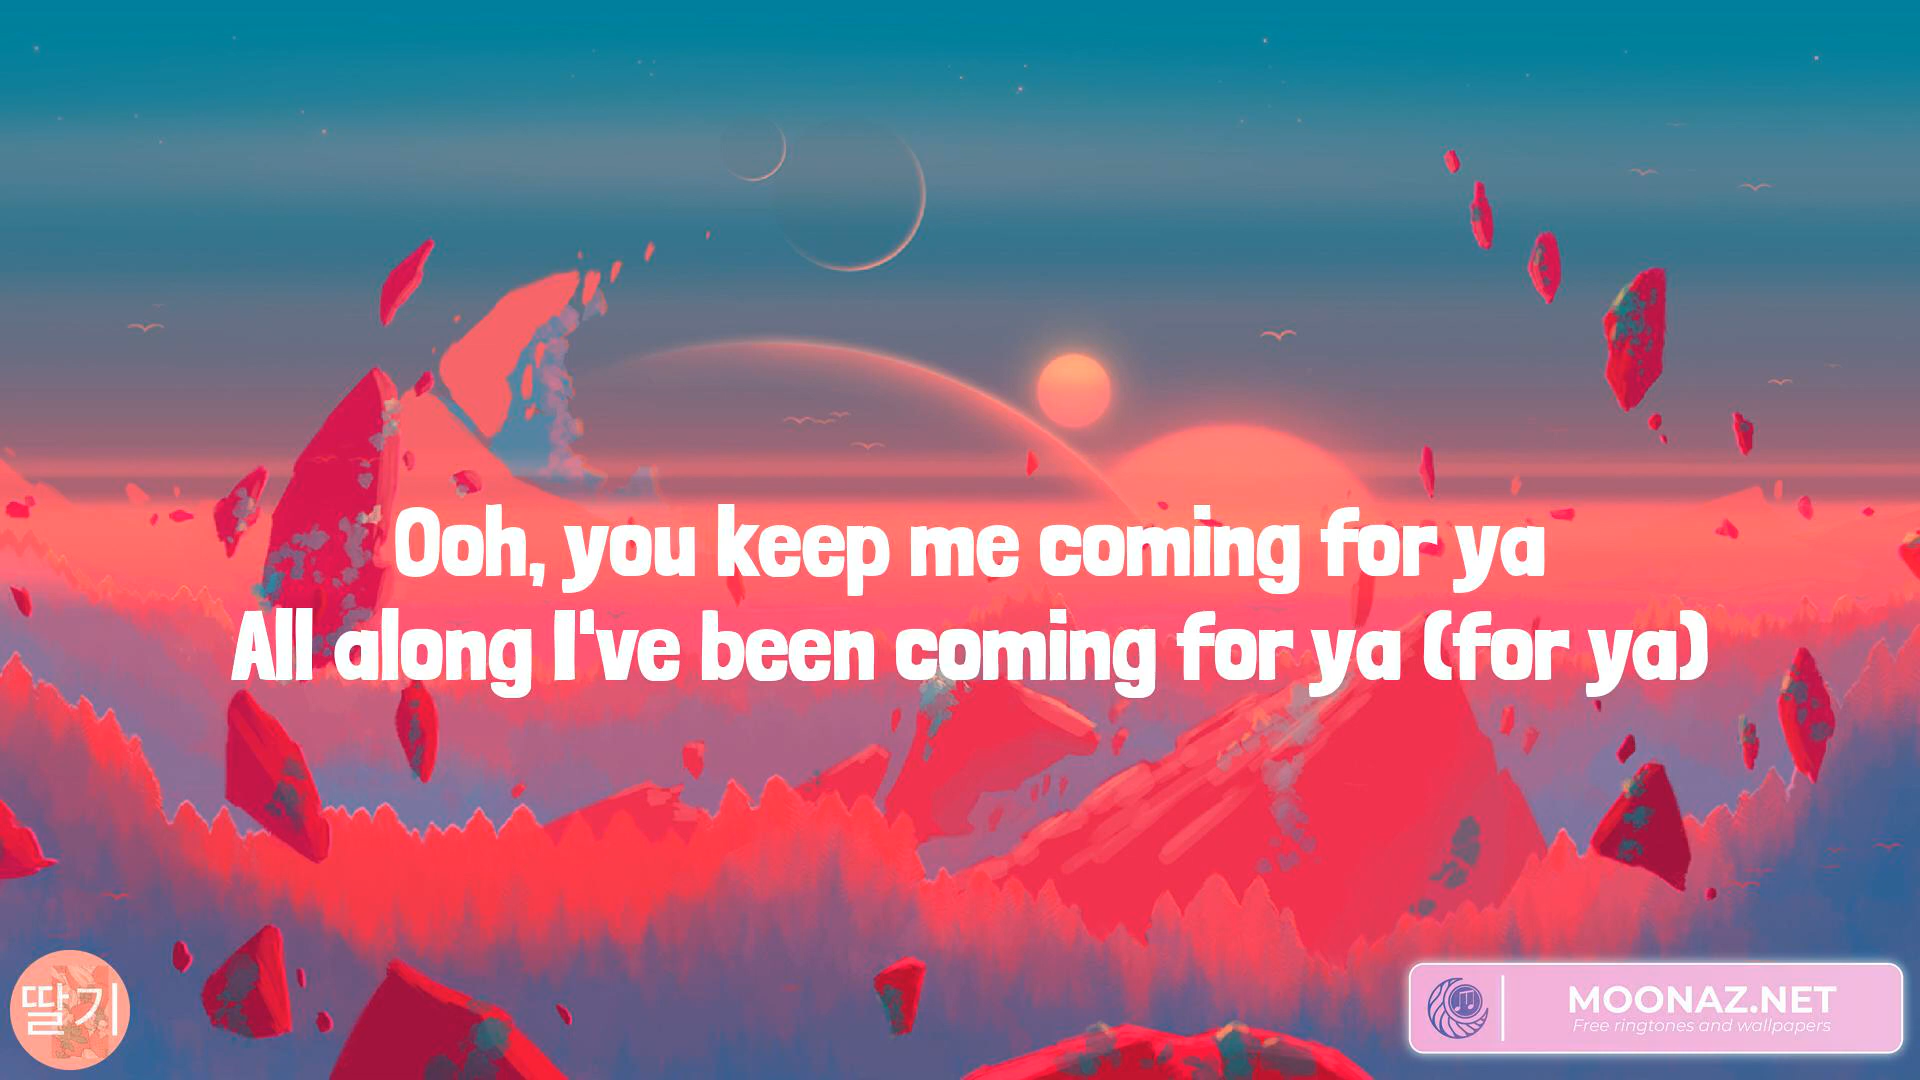 Ooh, you keep me coming for ya
All along I've been coming for ya (for ya)
딸기
MOONAZ.NET
Free ringtones and wallpapers